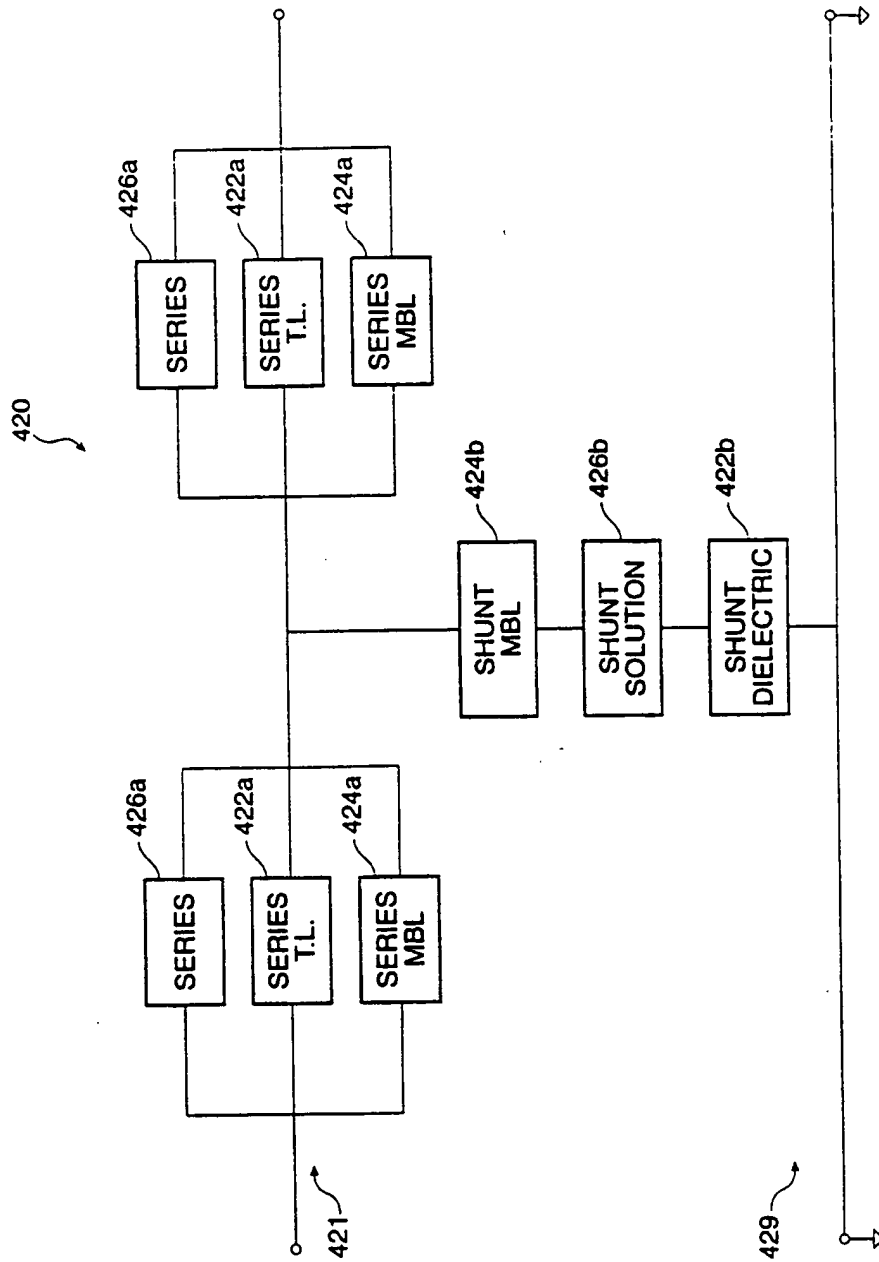 420
426a
SERIES
422a
SERIES
T.L.
424a
SERIES
MBL
426a
SERIES
422a
SERIES
T.L.
424a
SERIES
MBL
421
SHUNT
MBL
424b
SHUNT
SOLUTION
426b
SHUNT
DIELECTRIC
422b
429